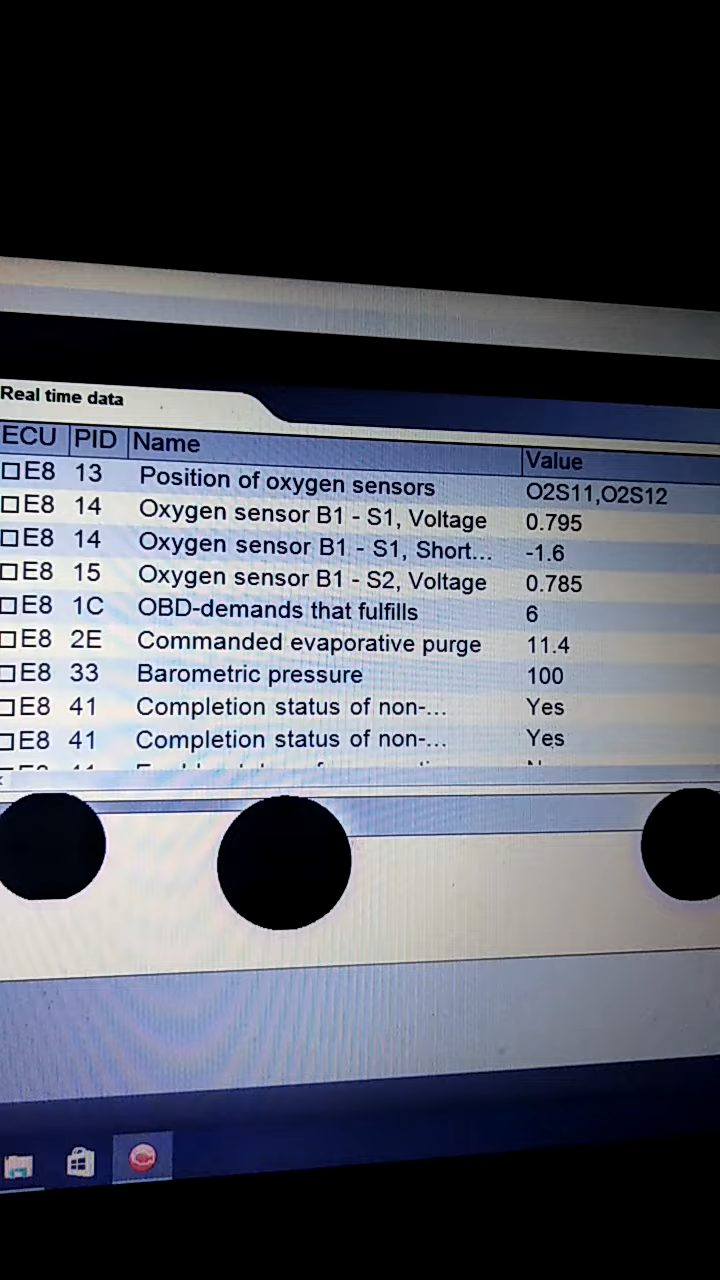 Real time data
ECU PID Name Value
E8 13 Position of oxygen sensors O2S11,O2S12
E8 14 Oxygen sensor B1 - S1, Voltage 0.795
E8 14 Oxygen sensor B1 - S1, Short... -1.6
E8 15 Oxygen sensor B1 - S2, Voltage 0.785
E8 1C OBD-demands that fulfills 6
E8 2E Commanded evaporative purge 11.4
E8 33 Barometric pressure 100
E8 41 Completion status of non-... Yes
E8 41 Completion status of non-... Yes